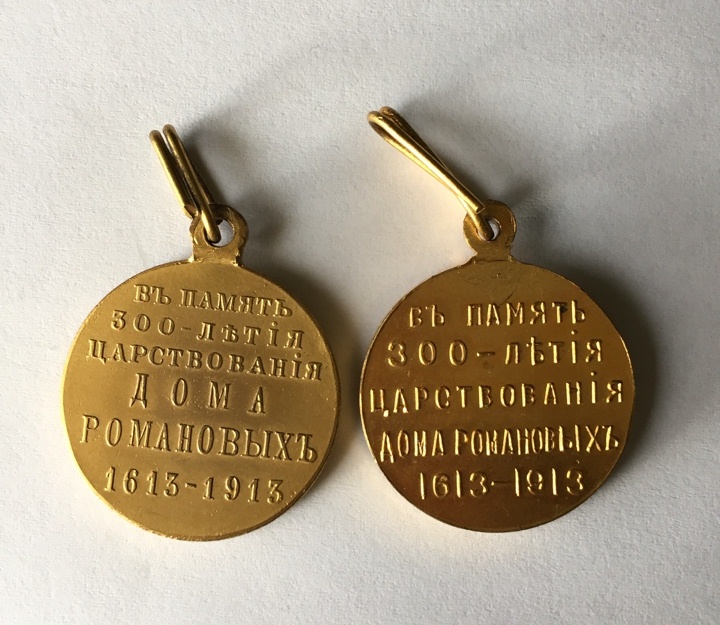 ВЪ ПАМЯТЬ
300-ЛѢТІЯ
ЦАРСТВОВАНІЯ
ДОМА
РОМАНОВЫХЪ
1613-1913
ВЪ ПАМЯТЬ
300-ЛѢТІЯ
ЦАРСТВОВАНІЯ
ДОМА РОМАНОВЫХЪ
1613-1913